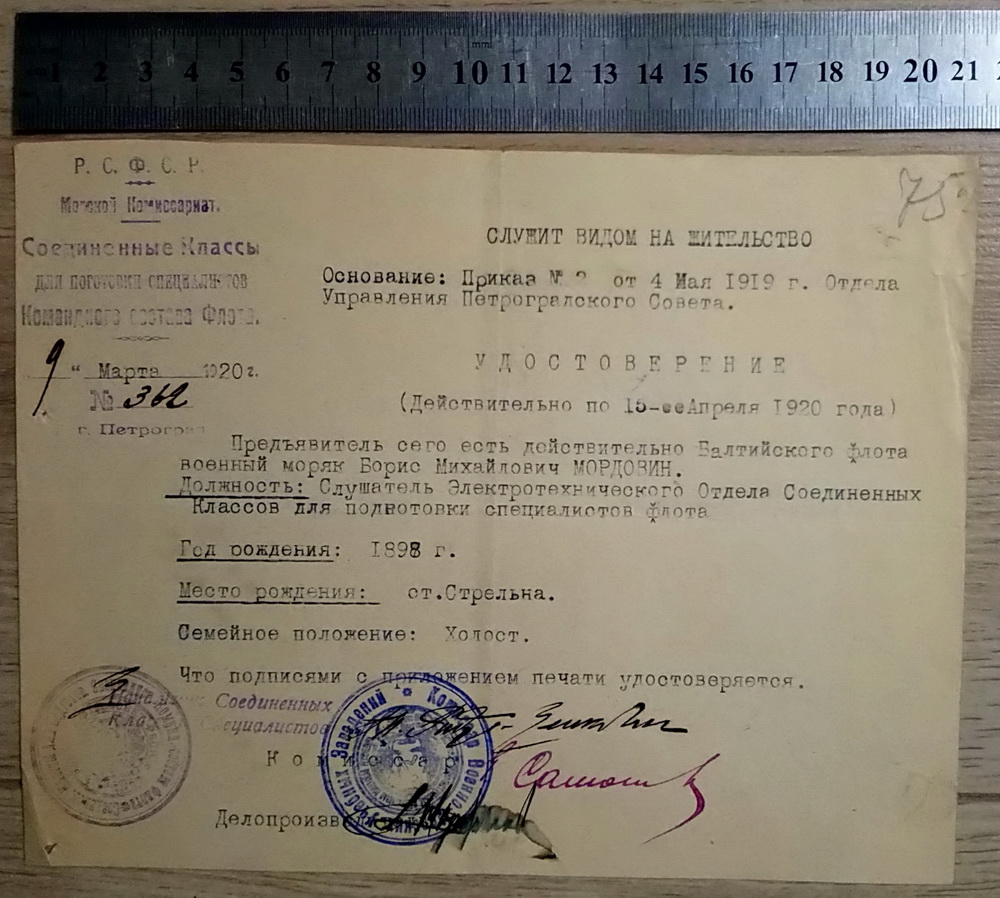 mm
1 2 3 4 5 6 7 8 9 10 11 12 13 14 15 16 17 18 19 20 21
75
Р. С. Ф. С. Р.
Морской Комиссариат.
Соединенные Классы
для поготовки специалистов
Командного состава Флота.
9 " Марта 1920 г.
№ 362
г. Петроград
СЛУЖИТ ВИДОМ НА ЖИТЕЛЬСТВО
Основание: Приказ № от 4 Мая 1919 г. Отдела
Управления Петроградского Совета.
УДОСТОВЕРЕНИЕ
(Действительно по 15-ое Апреля 1920 года)
Предъявитель сего есть действительно Балтийского флота
военный моряк Борис Михайлович МОРДОВИН.
Должность: Слушатель Электротехнического Отдела Соединенных
Классов для подготовки специалистов флота
Год рождения: 1898 г.
Место рождения: ст.Стрельна.
Семейное положение: Холост.
Что подписями с приложением печати удостоверяется.
Соединенных
специалистов
Комиссар
Делопроизв